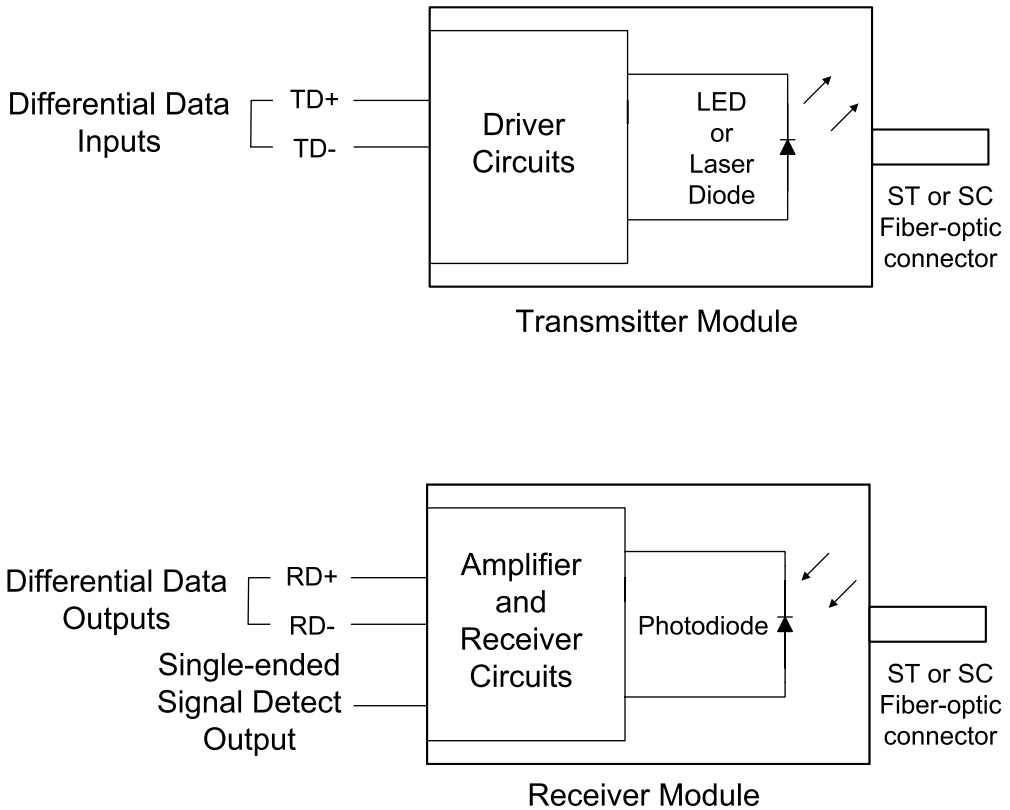 Differential Data
Inputs
TD+
TD-
Driver
Circuits
LED
or
Laser
Diode
ST or SC
Fiber-optic
connector
Transmsitter Module
Differential Data
Outputs
RD+
RD-
Single-ended
Signal Detect
Output
Amplifier
and
Receiver
Circuits
Photodiode
ST or SC
Fiber-optic
connector
Receiver Module